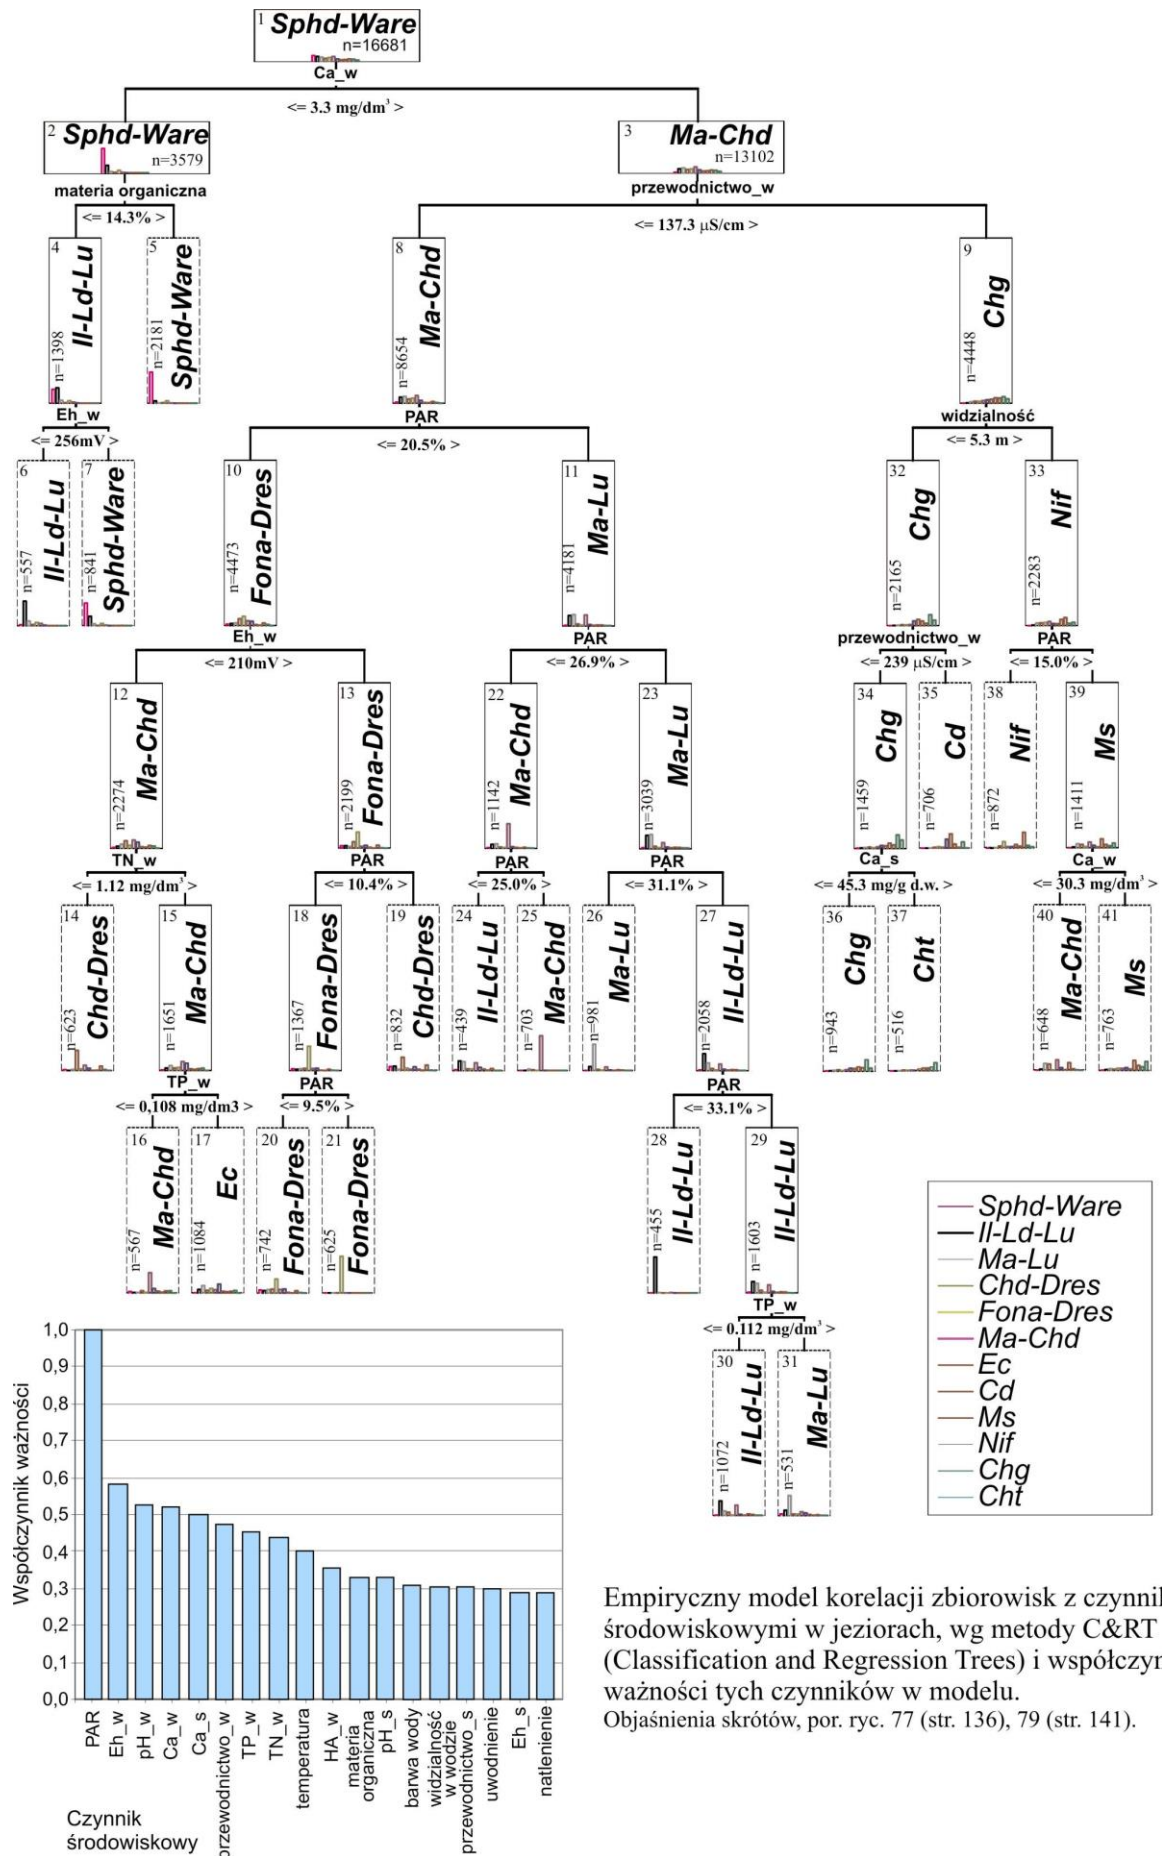 1 Sphd-Ware
n=16681
Ca_w
<= 3.3 mg/dm³ >
2 Sphd-Ware
n=3579
materia organiczna
<= 14.3% >
3 Ma-Chd
n=13102
przewodnictwo_w
<= 137.3 µS/cm >
4 Il-Ld-Lu
n=1398
Eh_w
<= 256mV >
5 Sphd-Ware
n=2181
8 Ma-Chd
n=8654
PAR
<= 20.5% >
9 Chg
n=4448
widzialność
<= 5.3 m >
6 Il-Ld-Lu
n=557
7 Sphd-Ware
n=841
10 Fona-Dres
n=4473
Eh_w
<= 210mV >
11 Ma-Lu
n=4181
PAR
<= 26.9% >
32 Chg
n=2165
przewodnictwo_w
<= 239 µS/cm >
33 Nif
n=2283
PAR
<= 15.0% >
12 Ma-Chd
n=2274
TN_w
<= 1.12 mg/dm³ >
13 Fona-Dres
n=2199
PAR
<= 10.4% >
22 Ma-Chd
n=1142
PAR
<= 25.0% >
23 Ma-Lu
n=3039
PAR
<= 31.1% >
34 Chg
n=1459
Ca_s
<= 45.3 mg/g d.w. >
35 Cd
n=706
38 Nif
n=872
39 Ms
n=1411
Ca_w
<= 30.3 mg/dm³ >
14 Chd-Dres
n=623
15 Ma-Chd
n=1651
TP_w
<= 0,108 mg/dm3 >
18 Fona-Dres
n=1367
PAR
<= 9.5% >
19 Chd-Dres
n=832
24 Il-Ld-Lu
n=439
25 Ma-Chd
n=703
26 Ma-Lu
n=981
27 Il-Ld-Lu
n=2058
PAR
<= 33.1% >
36 Chg
n=943
37 Cht
n=516
40 Ma-Chd
n=648
41 Ms
n=763
16 Ma-Chd
n=567
17 Ec
n=1084
20 Fona-Dres
n=742
21 Fona-Dres
n=625
28 Il-Ld-Lu
n=455
29 Il-Ld-Lu
n=1603
TP_w
<= 0.112 mg/dm³ >
30 Il-Ld-Lu
n=1072
31 Ma-Lu
n=531
Sphd-Ware
Il-Ld-Lu
Ma-Lu
Chd-Dres
Fona-Dres
Ma-Chd
Ec
Cd
Ms
Nif
Chg
Cht
Współczynnik ważności
1,0
0,9
0,8
0,7
0,6
0,5
0,4
0,3
0,2
0,1
0,0
PAR
Eh_w
pH_w
Ca_w
Ca_s
przewodnictwo_w
TP_w
TN_w
temperatura
HA_w
materia
organiczna
pH_s
barwa wody
widzialność
w wodzie
przewodnictwo_s
uwodnienie
Eh_s
natlenienie
Czynnik
środowiskowy
Empiryczny model korelacji zbiorowisk z czynnik
środowiskowymi w jeziorach, wg metody C&RT
(Classification and Regression Trees) i współczyn
ważności tych czynników w modelu.
Objaśnienia skrótów, por. ryc. 77 (str. 136), 79 (str. 141).